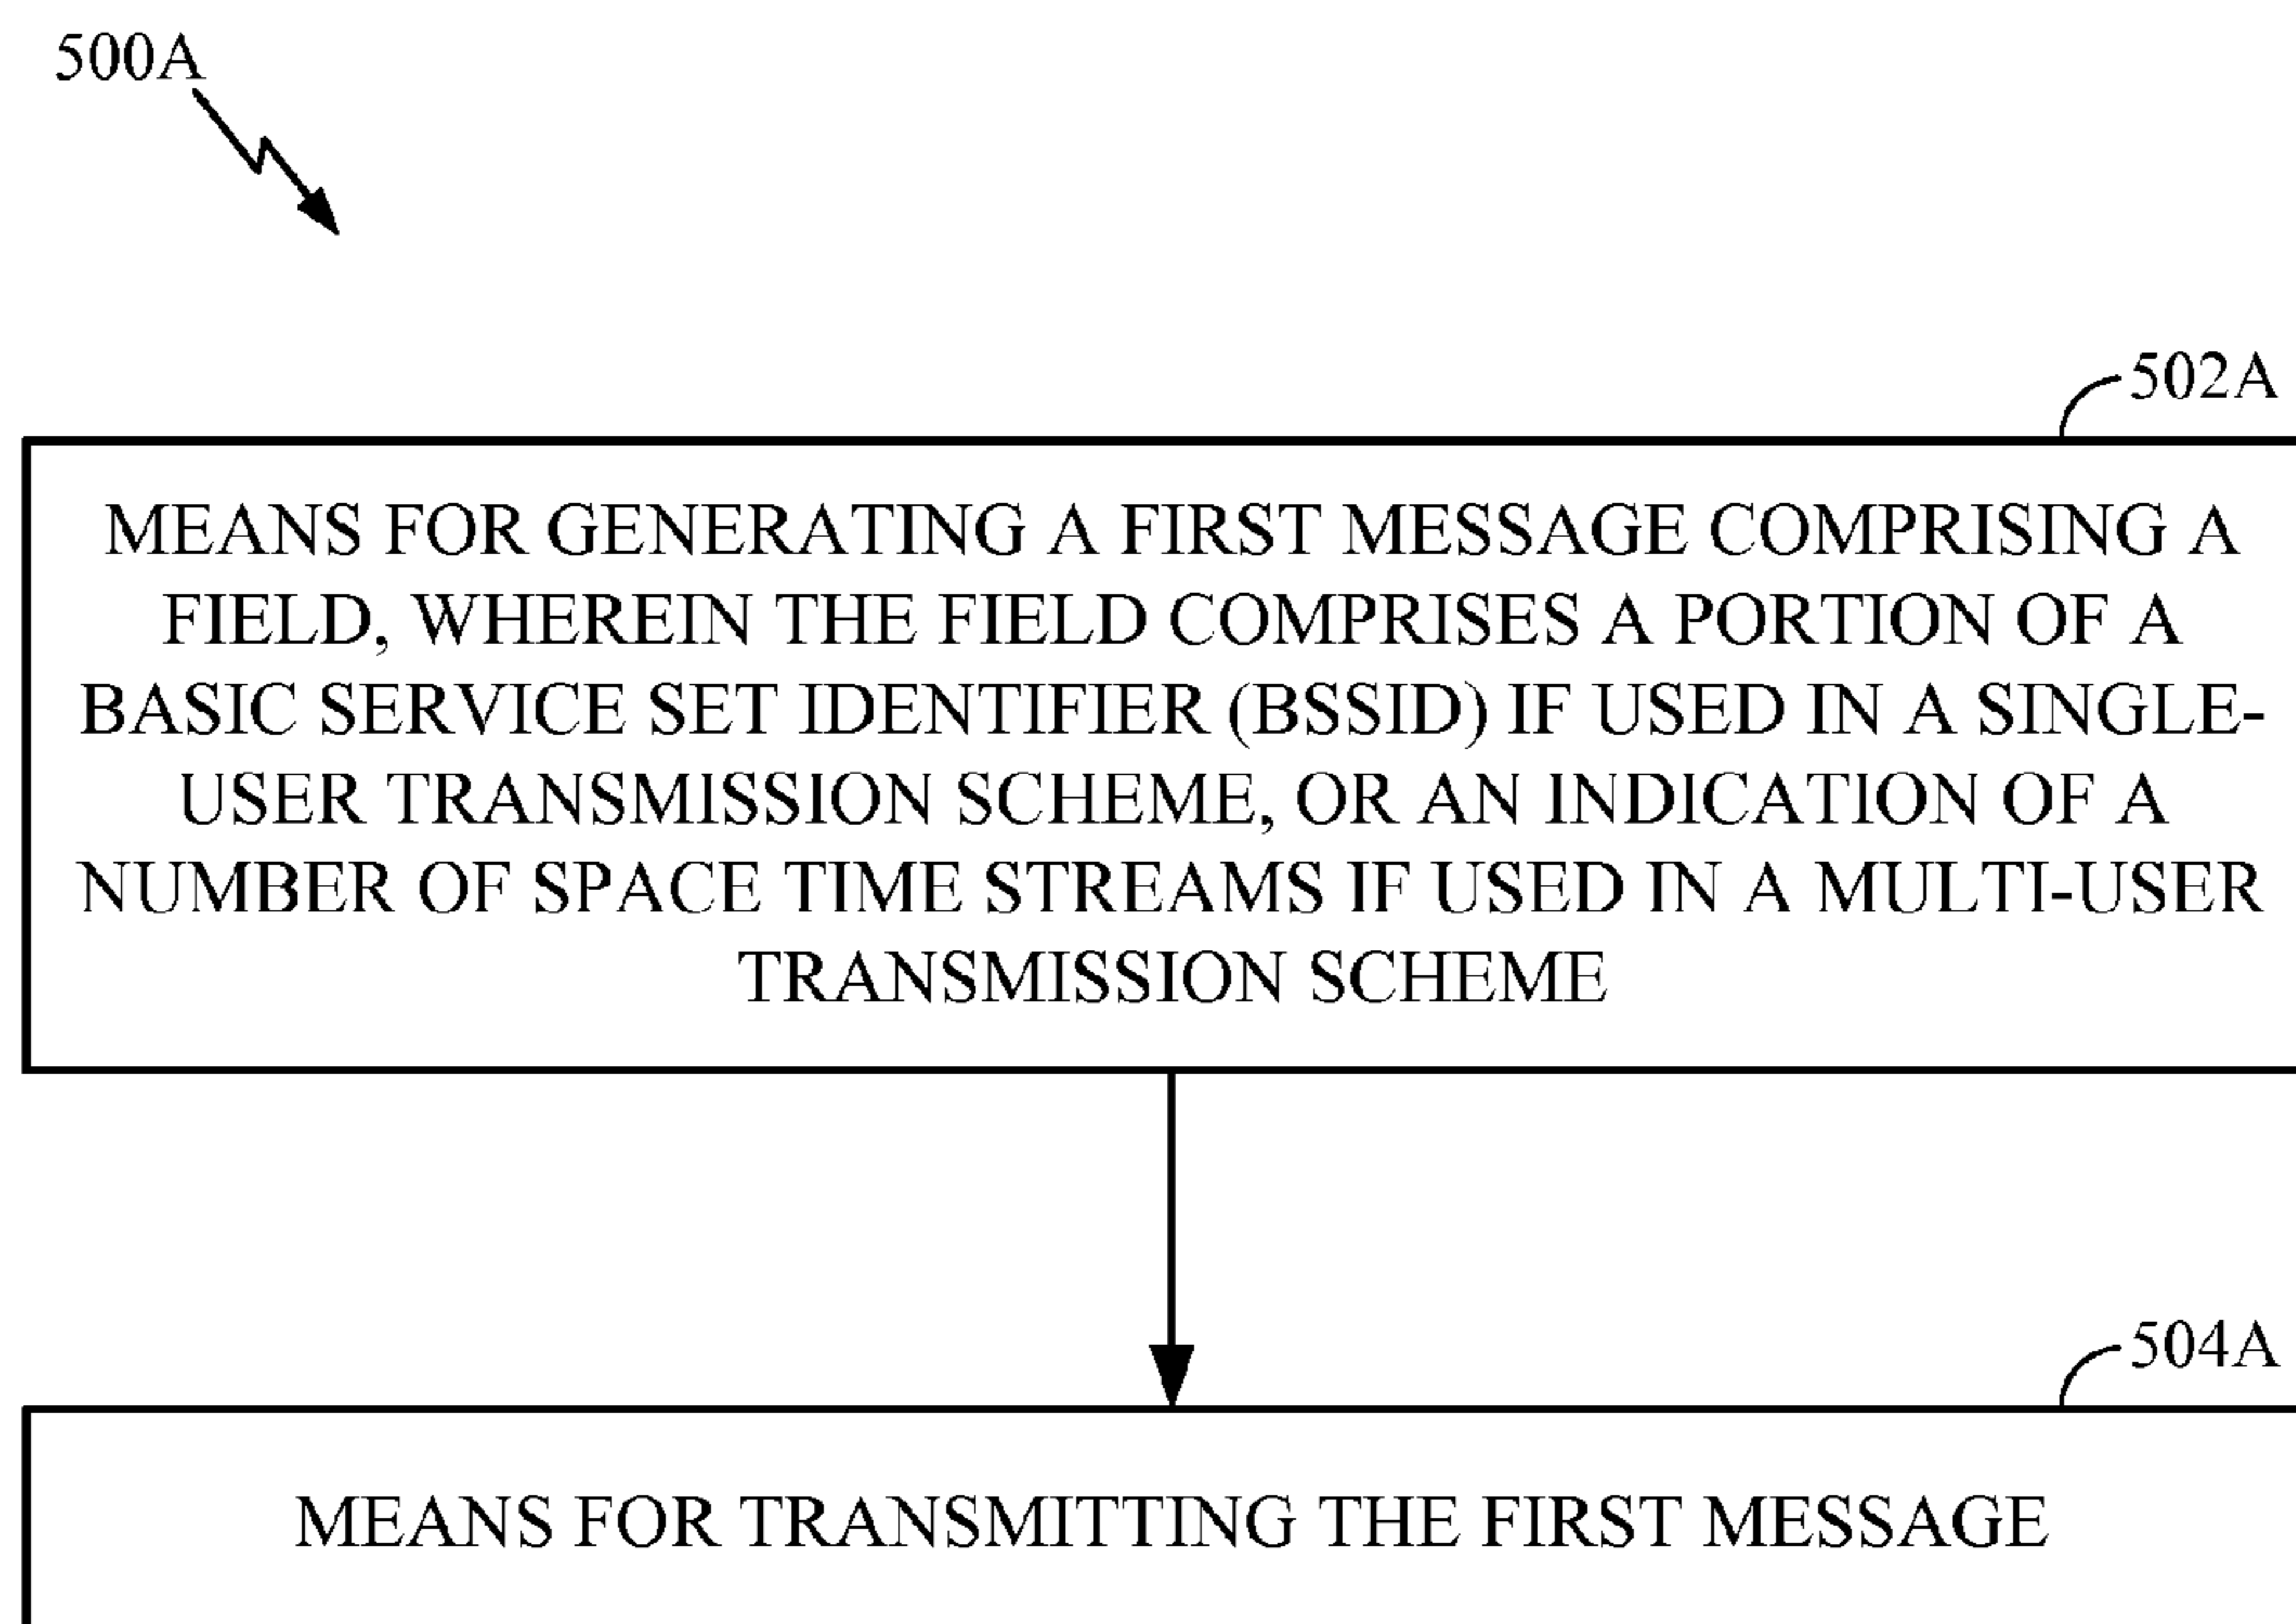 500A
502A
MEANS FOR GENERATING A FIRST MESSAGE COMPRISING A
FIELD, WHEREIN THE FIELD COMPRISES A PORTION OF A
BASIC SERVICE SET IDENTIFIER (BSSID) IF USED IN A SINGLE-
USER TRANSMISSION SCHEME, OR AN INDICATION OF A
NUMBER OF SPACE TIME STREAMS IF USED IN A MULTI-USER
TRANSMISSION SCHEME
504A
MEANS FOR TRANSMITTING THE FIRST MESSAGE